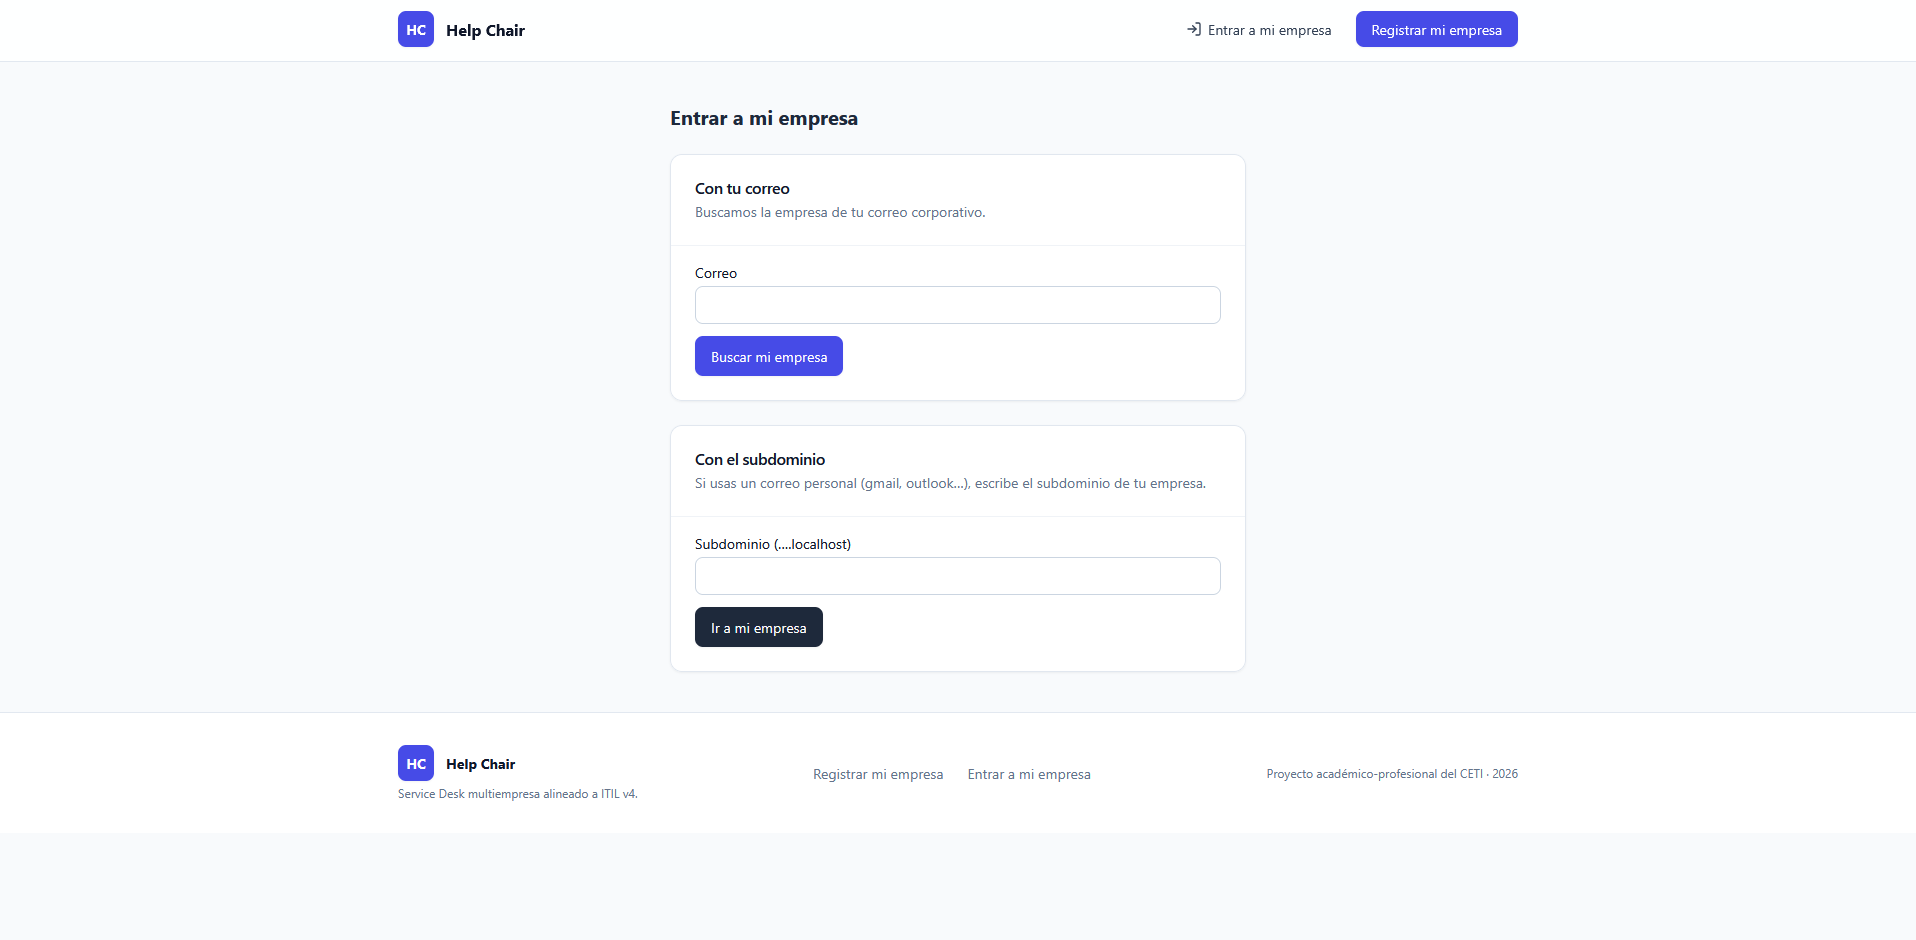 HC Help Chair
Entrar a mi empresa
Registrar mi empresa
Entrar a mi empresa
Con tu correo
Buscamos la empresa de tu correo corporativo.
Correo
Buscar mi empresa
Con el subdominio
Si usas un correo personal (gmail, outlook...), escribe el subdominio de tu empresa.
Subdominio (....localhost)
Ir a mi empresa
HC Help Chair
Service Desk multiempresa alineado a ITIL v4.
Registrar mi empresa
Entrar a mi empresa
Proyecto académico-profesional del CETI · 2026